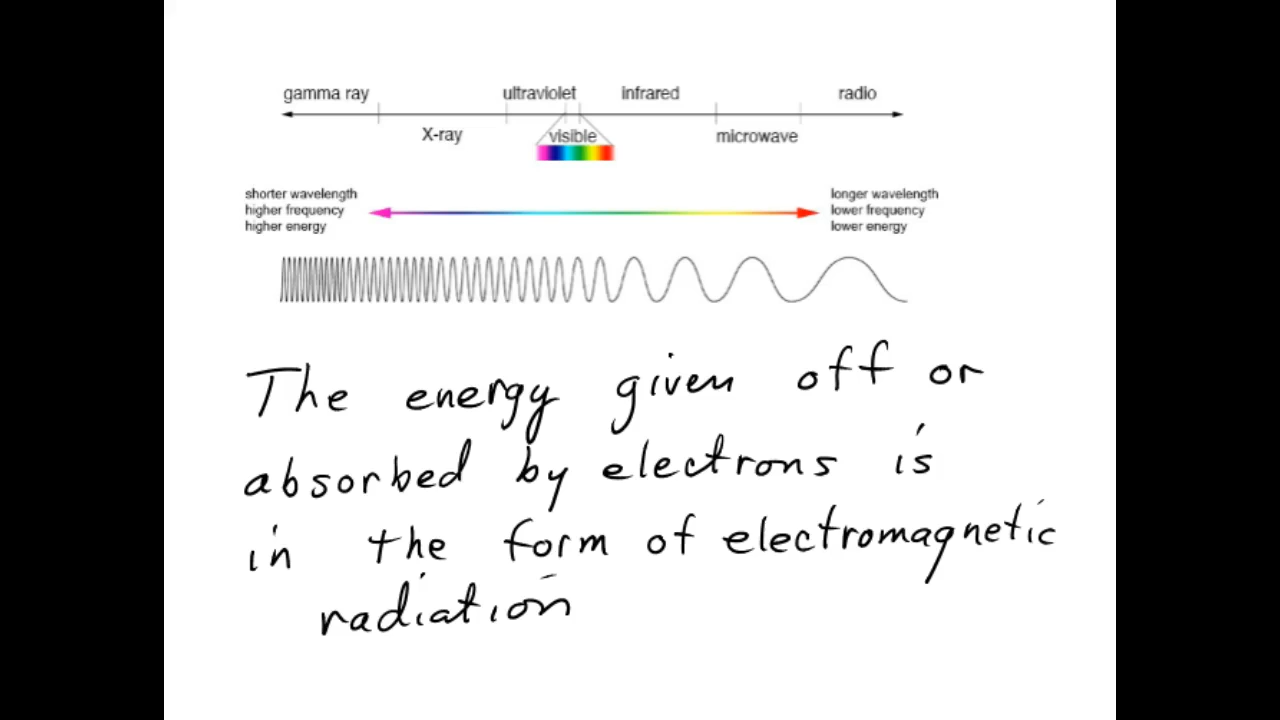 gamma ray ultraviolet infrared radio
X-ray visible microwave
shorter wavelength
higher frequency
higher energy
longer wavelength
lower frequency
lower energy
The energy given off or
absorbed by electrons is
in the form of electromagnetic
radiation